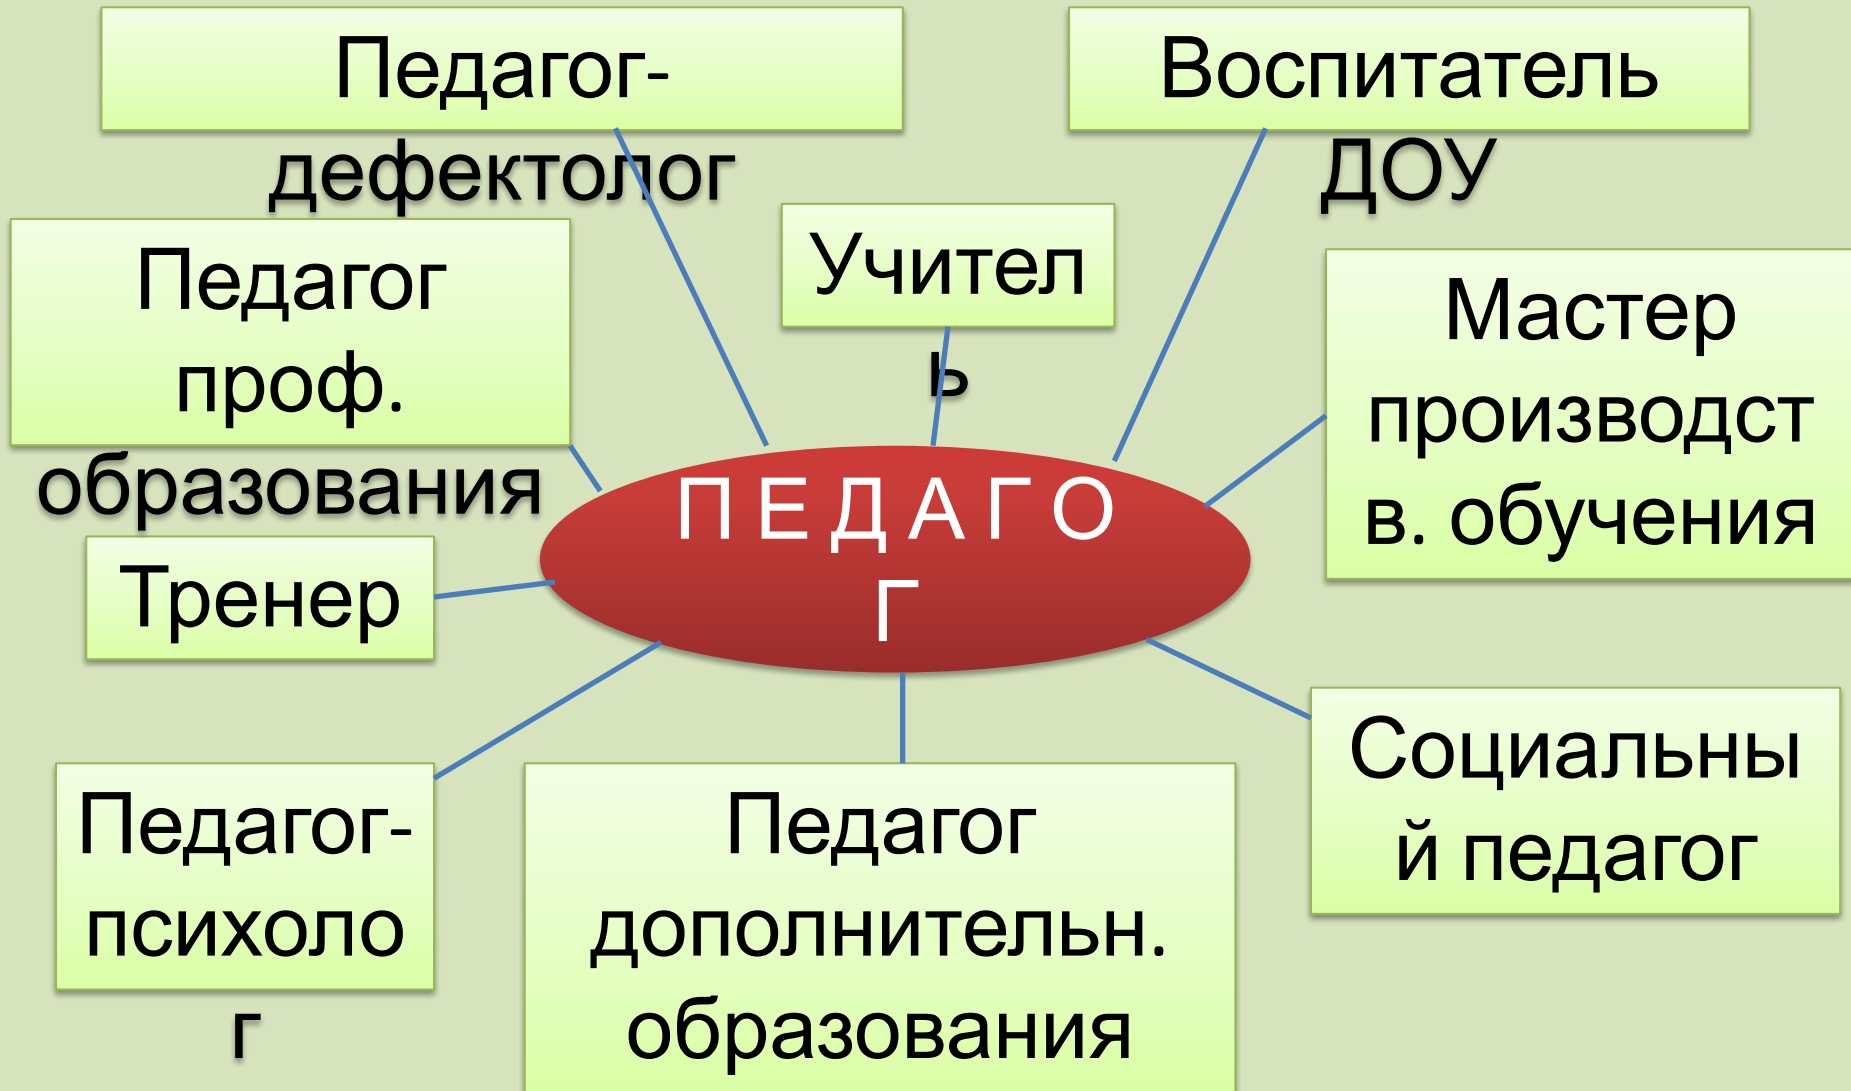 Педагог-
дефектолог
Воспитатель
ДОУ
Учител
ь
Педагог
проф.
образования
Мастер
производст
в. обучения
П Е Д А Г О
Г
Тренер
Социальны
й педагог
Педагог-
психоло
г
Педагог
дополнительн.
образования